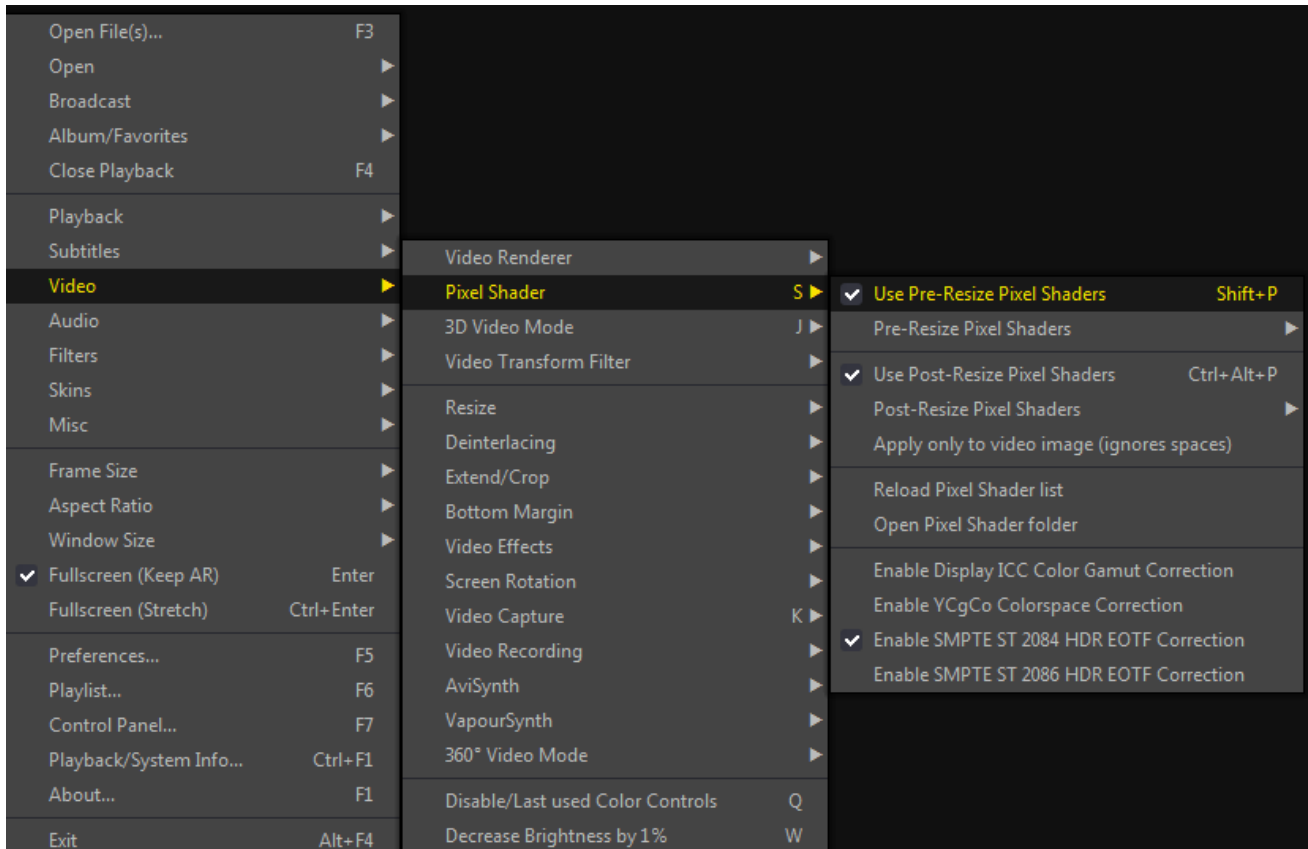 Open File(s)... F3
Open
Broadcast
Album/Favorites
Close Playback F4
Playback
Subtitles
Video
Audio
Filters
Skins
Misc
Frame Size
Aspect Ratio
Window Size
Fullscreen (Keep AR) Enter
Fullscreen (Stretch) Ctrl+Enter
Preferences... F5
Playlist... F6
Control Panel... F7
Playback/System Info... Ctrl+F1
About... F1
Exit Alt+F4
Video Renderer
Pixel Shader S
3D Video Mode J
Video Transform Filter
Resize
Deinterlacing
Extend/Crop
Bottom Margin
Video Effects
Screen Rotation
Video Capture K
Video Recording
AviSynth
VapourSynth
360° Video Mode
Disable/Last used Color Controls Q
Decrease Brightness by 1% W
Use Pre-Resize Pixel Shaders Shift+P
Pre-Resize Pixel Shaders
Use Post-Resize Pixel Shaders Ctrl+Alt+P
Post-Resize Pixel Shaders
Apply only to video image (ignores spaces)
Reload Pixel Shader list
Open Pixel Shader folder
Enable Display ICC Color Gamut Correction
Enable YCgCo Colorspace Correction
Enable SMPTE ST 2084 HDR EOTF Correction
Enable SMPTE ST 2086 HDR EOTF Correction